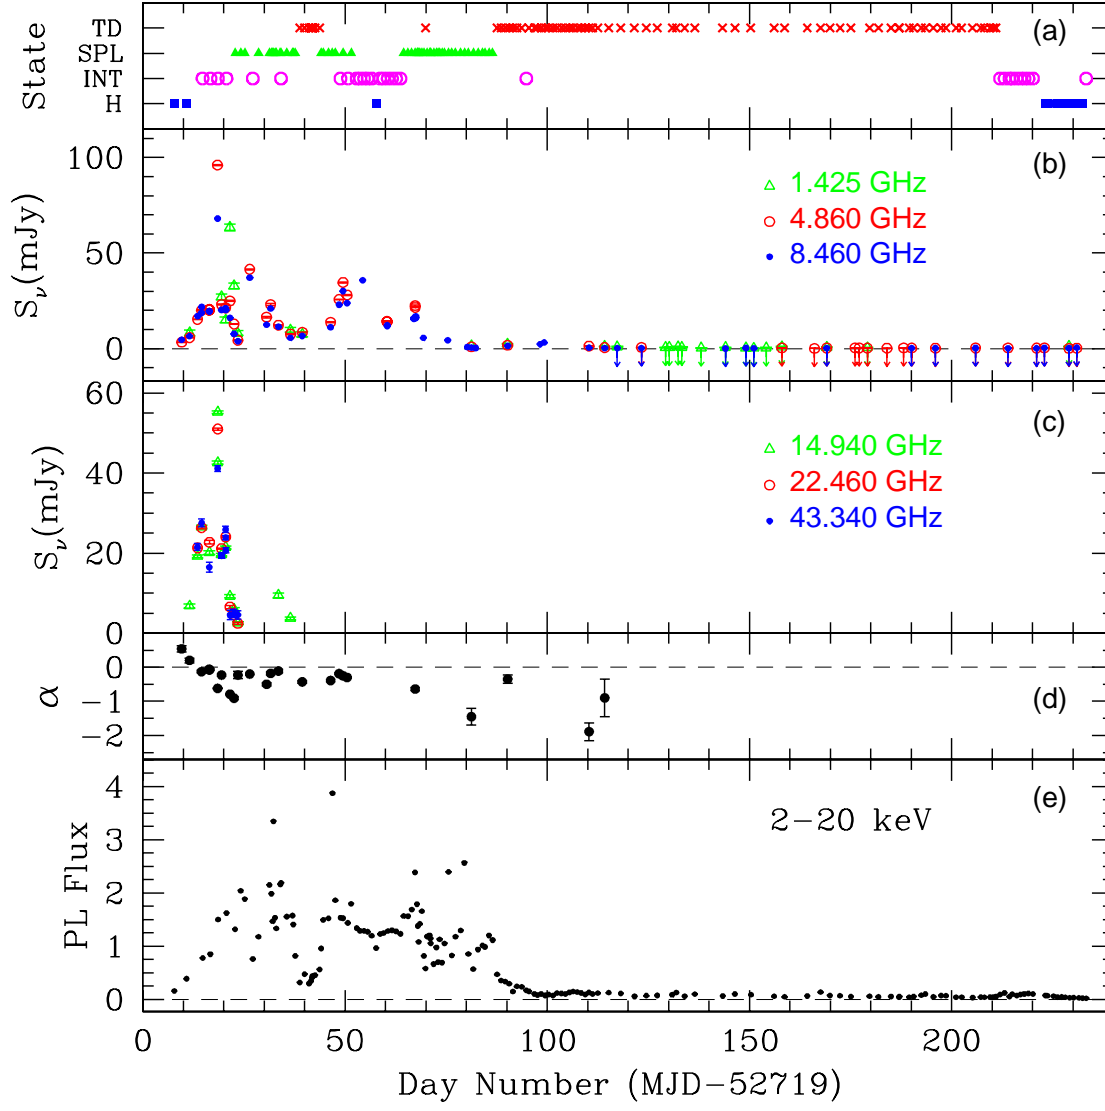 State
TD
SPL
INT
H
(a)
S_ν(mJy)
100
50
0
1.425 GHz
4.860 GHz
8.460 GHz
(b)
S_ν(mJy)
60
40
20
0
14.940 GHz
22.460 GHz
43.340 GHz
(c)
α
0
−1
−2
(d)
PL Flux
4
3
2
1
0
2−20 keV
(e)
0 50 100 150 200
Day Number (MJD−52719)